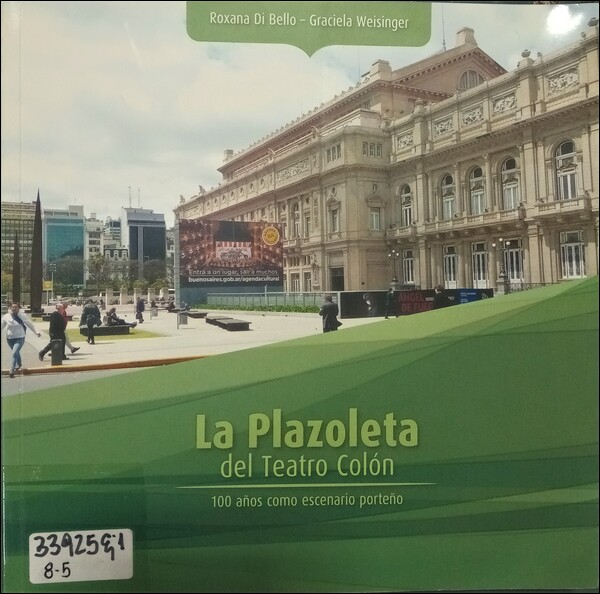 Roxana Di Bello – Graciela Weisinger
Entrá a un lugar, salí a muchos
buenosaires.gob.ar/agendacultural
La Plazoleta
del Teatro Colón
100 años como escenario porteño
8-5